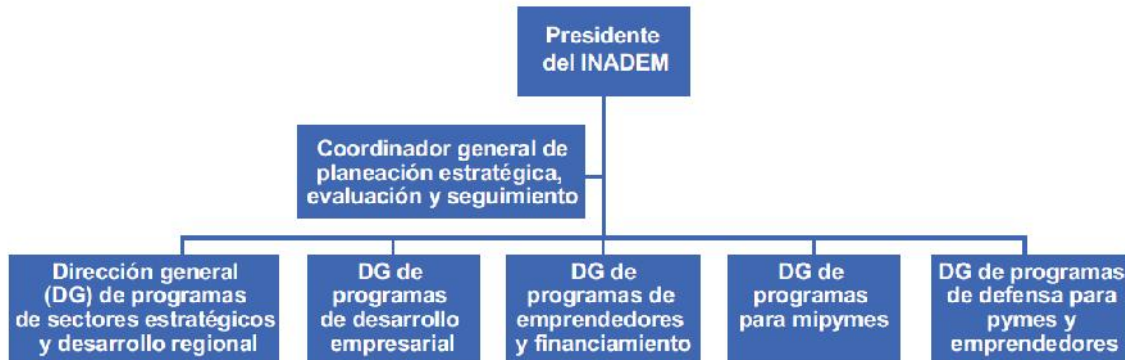 Presidente
del INADEM
Coordinador general de
planeación estratégica,
evaluación y seguimiento
Dirección general
(DG) de programas
de sectores estratégicos
y desarrollo regional
DG de
programas
de desarrollo
empresarial
DG de
programas de
emprendedores
y financiamiento
DG de
programas
para mipymes
DG de programas
de defensa para
pymes y
emprendedores